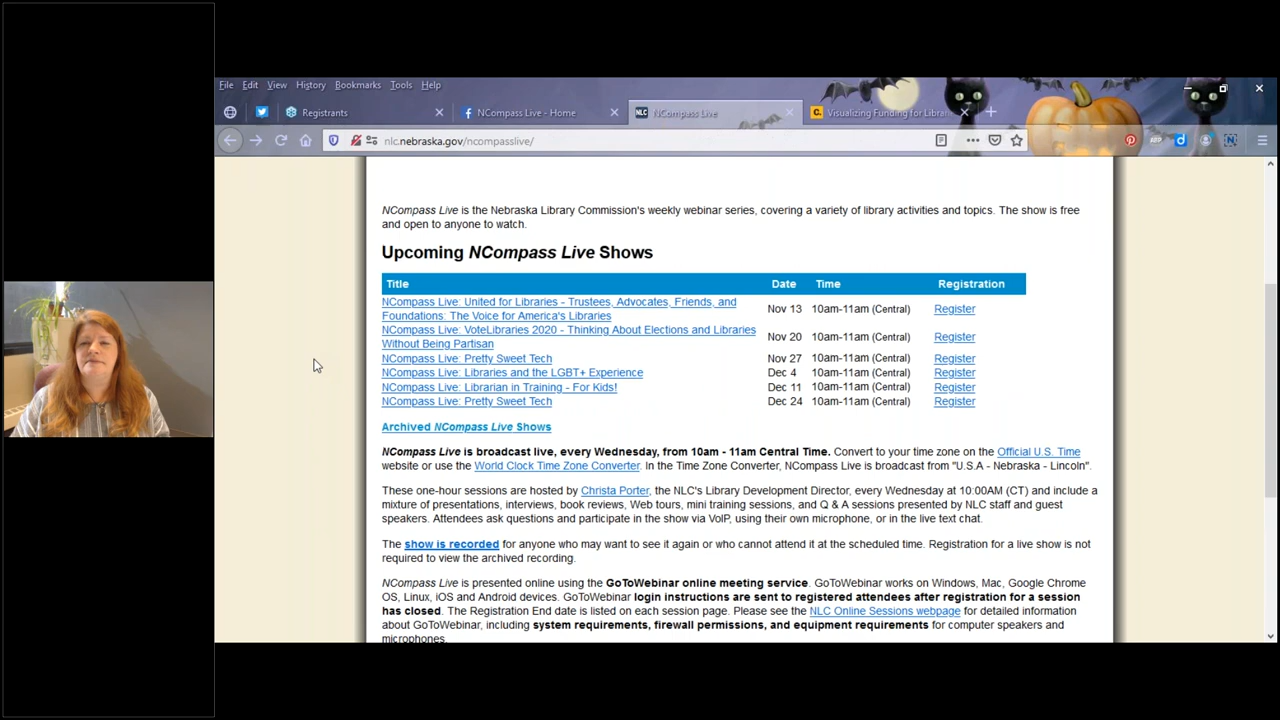 File Edit View History Bookmarks Tools Help
Registrants NCompass Live - Home NLC NCompass Live C. Visualizing Funding for Librar
nlc.nebraska.gov/ncompasslive/
NCompass Live is the Nebraska Library Commission's weekly webinar series, covering a variety of library activities and topics. The show is free
and open to anyone to watch.
Upcoming NCompass Live Shows
Title Date Time Registration
NCompass Live: United for Libraries - Trustees, Advocates, Friends, and
Foundations: The Voice for America's Libraries Nov 13 10am-11am (Central) Register
NCompass Live: VoteLibraries 2020 - Thinking About Elections and Libraries
Without Being Partisan Nov 20 10am-11am (Central) Register
NCompass Live: Pretty Sweet Tech Nov 27 10am-11am (Central) Register
NCompass Live: Libraries and the LGBT+ Experience Dec 4 10am-11am (Central) Register
NCompass Live: Librarian in Training - For Kids! Dec 11 10am-11am (Central) Register
NCompass Live: Pretty Sweet Tech Dec 24 10am-11am (Central) Register
Archived NCompass Live Shows
NCompass Live is broadcast live, every Wednesday, from 10am - 11am Central Time. Convert to your time zone on the Official U.S. Time
website or use the World Clock Time Zone Converter. In the Time Zone Converter, NCompass Live is broadcast from "U.S.A - Nebraska - Lincoln".
These one-hour sessions are hosted by Christa Porter, the NLC's Library Development Director, every Wednesday at 10:00AM (CT) and include a
mixture of presentations, interviews, book reviews, Web tours, mini training sessions, and Q & A sessions presented by NLC staff and guest
speakers. Attendees ask questions and participate in the show via VoIP, using their own microphone, or in the live text chat.
The show is recorded for anyone who may want to see it again or who cannot attend it at the scheduled time. Registration for a live show is not
required to view the archived recording.
NCompass Live is presented online using the GoToWebinar online meeting service. GoToWebinar works on Windows, Mac, Google Chrome
OS, Linux, iOS and Android devices. GoToWebinar login instructions are sent to registered attendees after registration for a session
has closed. The Registration End date is listed on each session page. Please see the NLC Online Sessions webpage for detailed information
about GoToWebinar, including system requirements, firewall permissions, and equipment requirements for computer speakers and
microphones.